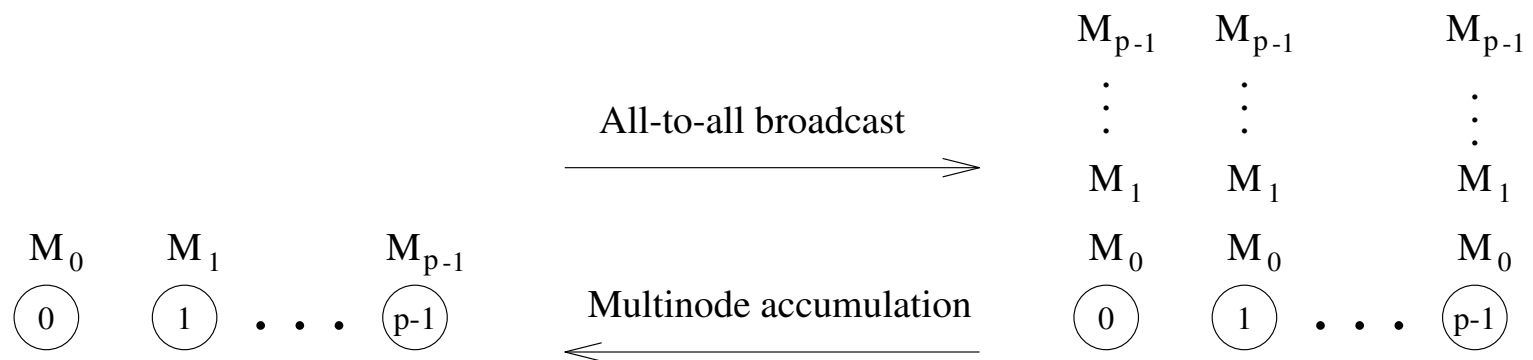 M_{p-1} M_{p-1} M_{p-1}
All-to-all broadcast
M_1 M_1 M_1
M_0 M_1 M_{p-1} M_0 M_0 M_0
0 1 . . . p-1 Multinode accumulation 0 1 . . . p-1